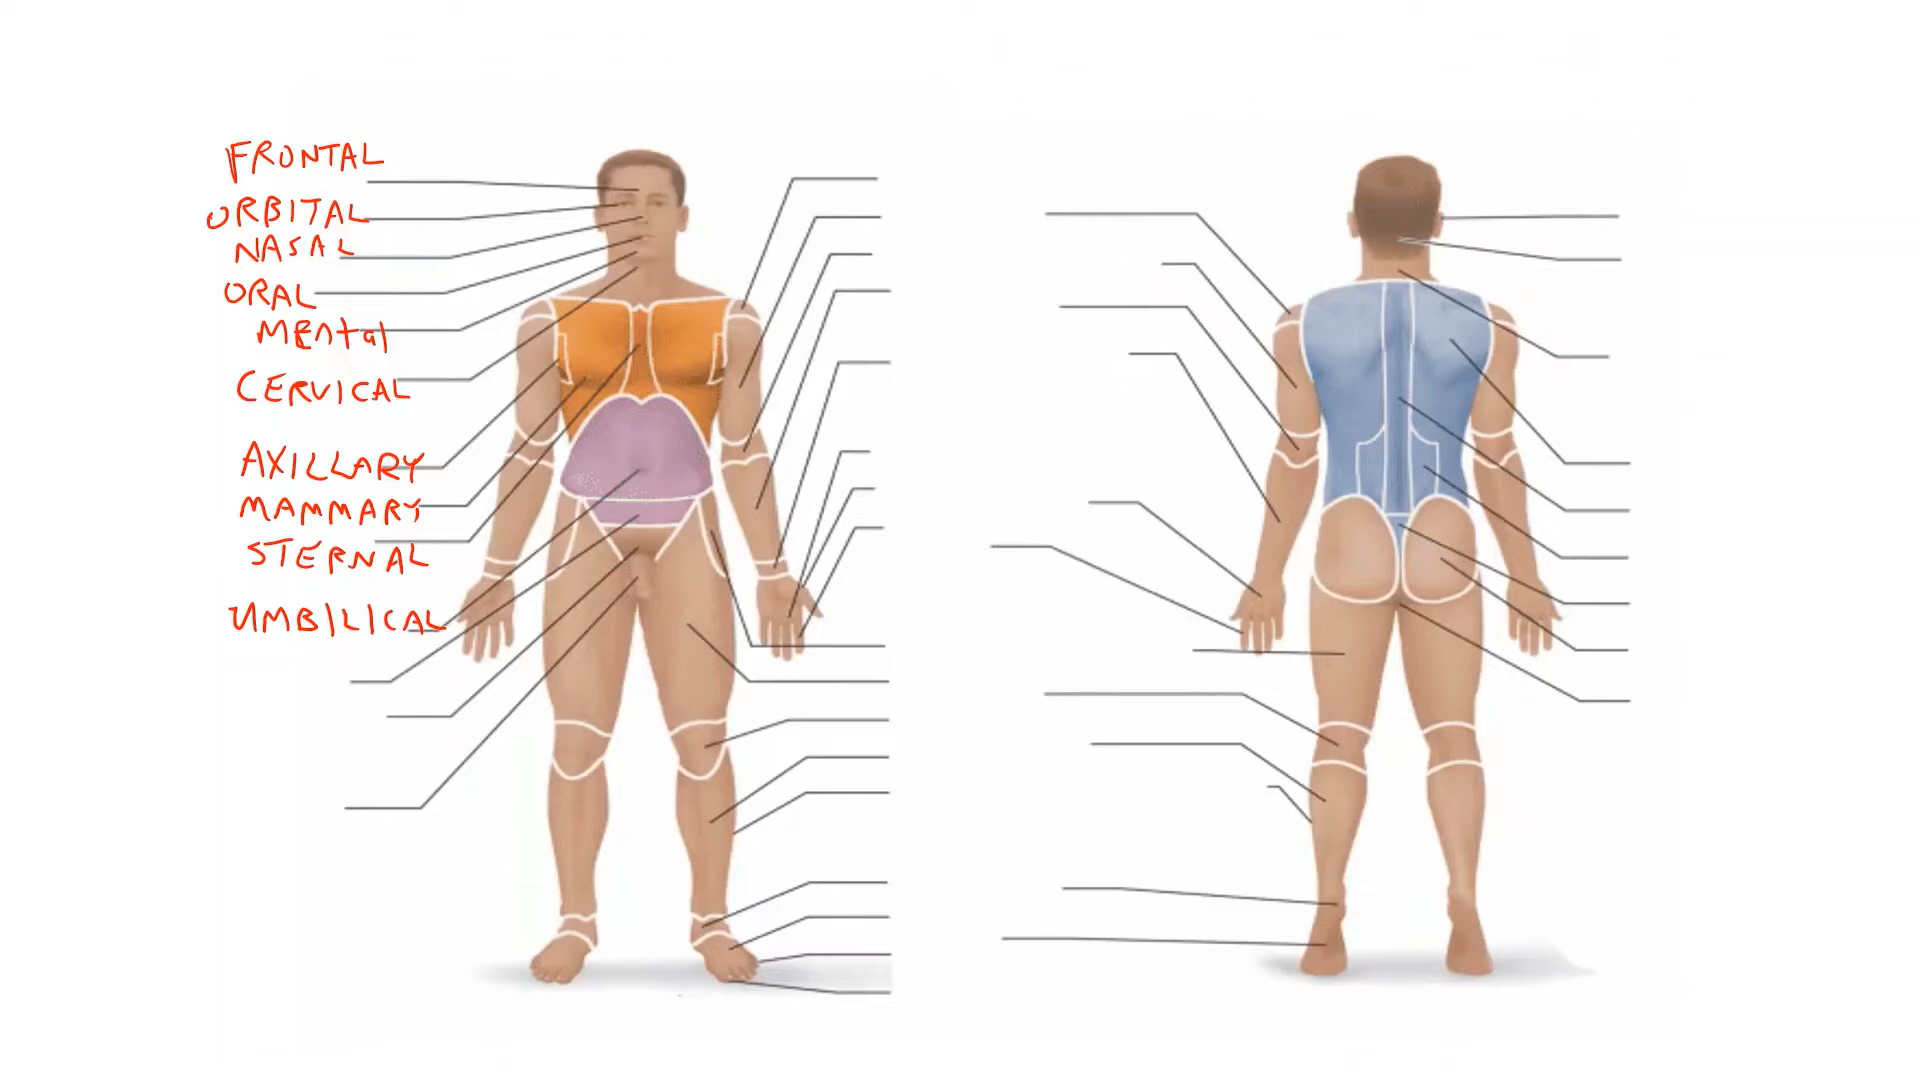 FRONTAL
ORBITAL
NASAL
ORAL
MEntal
CERVICAL
AXILLARY
MAMMARY
STERNAL
UMBILICAL